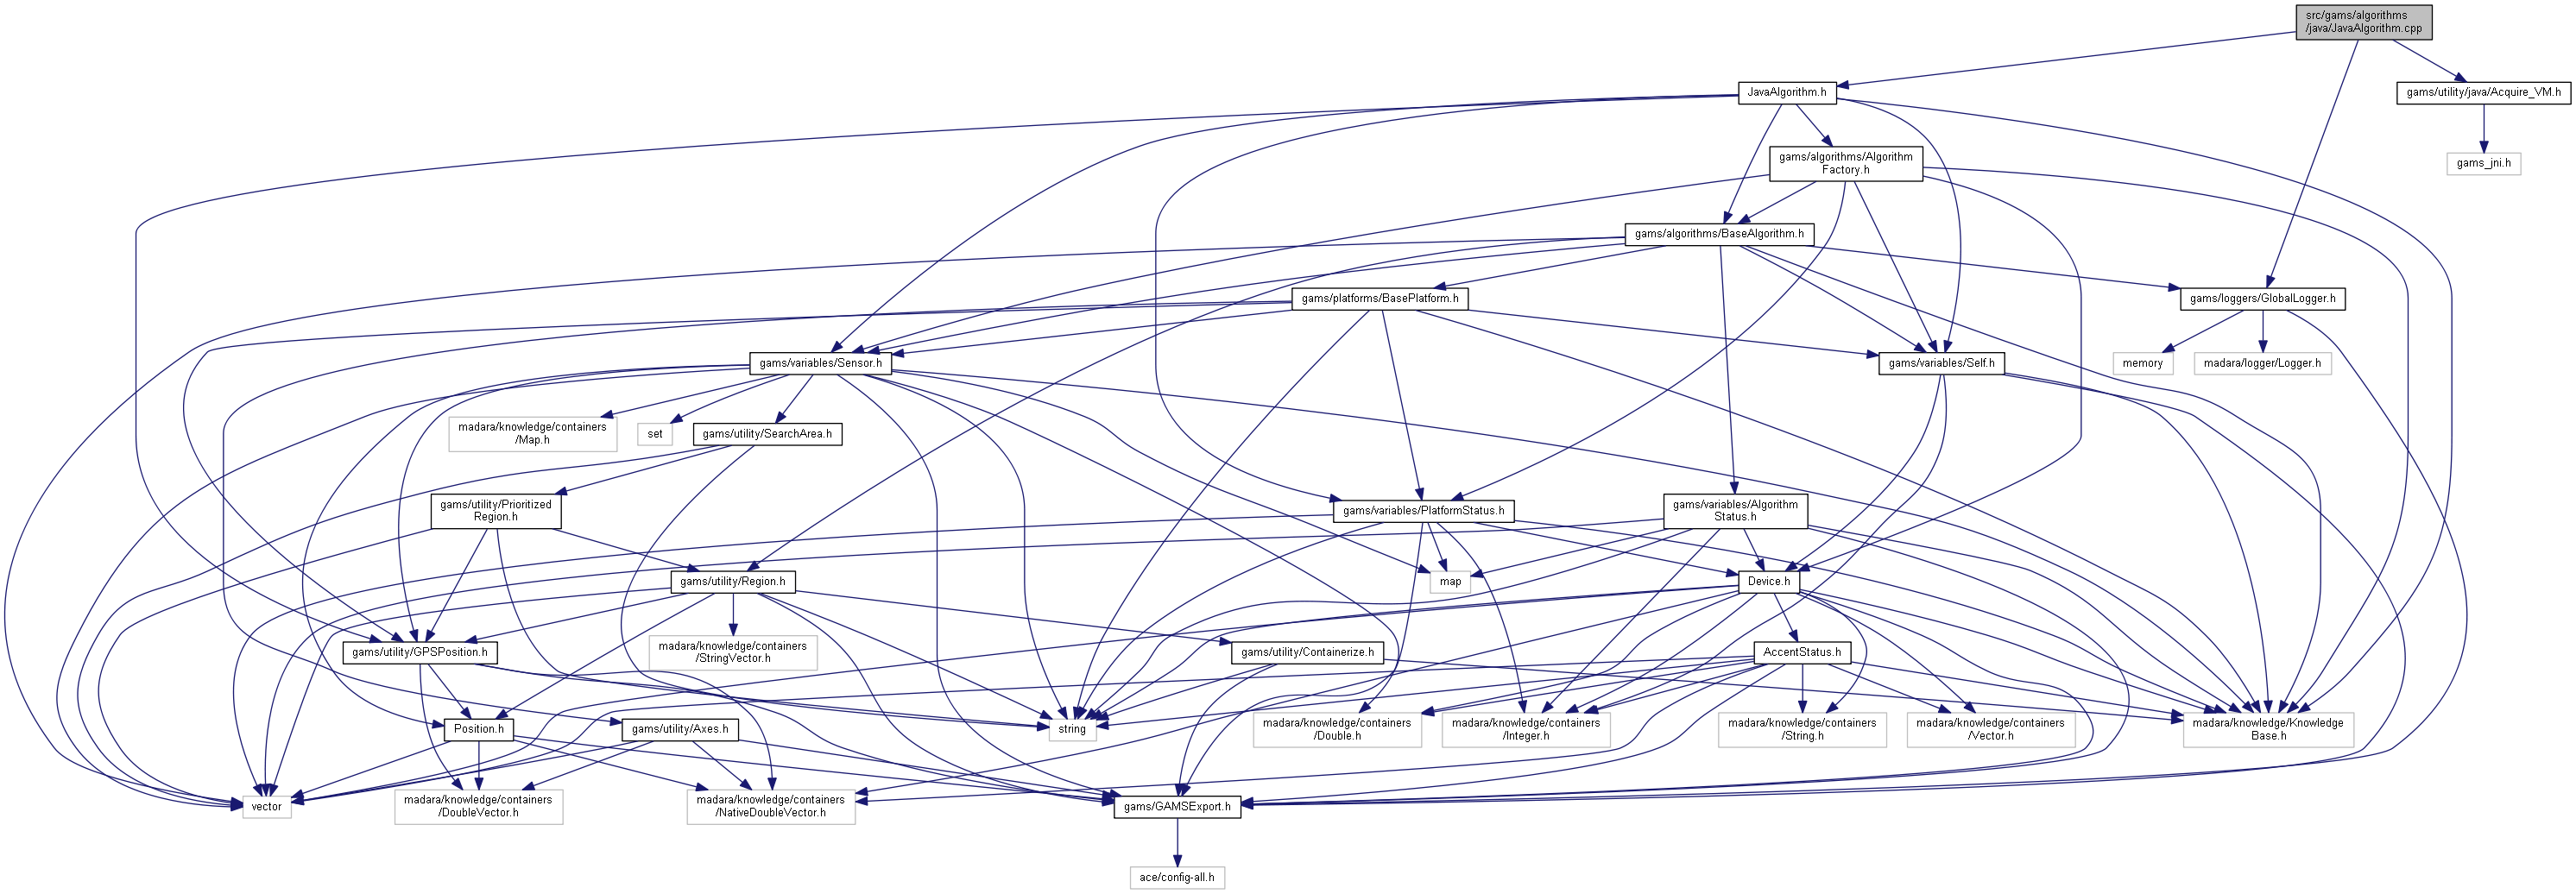 src/gams/algorithms
/java/JavaAlgorithm.cpp
JavaAlgorithm.h
gams/utility/java/Acquire_VM.h
gams/algorithms/Algorithm
Factory.h
gams_jni.h
gams/algorithms/BaseAlgorithm.h
gams/platforms/BasePlatform.h
gams/loggers/GlobalLogger.h
gams/variables/Sensor.h
gams/variables/Self.h
memory
madara/logger/Logger.h
madara/knowledge/containers
/Map.h
set
gams/utility/SearchArea.h
gams/utility/Prioritized
Region.h
gams/variables/PlatformStatus.h
gams/variables/Algorithm
Status.h
gams/utility/Region.h
map
Device.h
gams/utility/GPSPosition.h
madara/knowledge/containers
/StringVector.h
gams/utility/Containerize.h
AccentStatus.h
Position.h
gams/utility/Axes.h
string
madara/knowledge/containers
/Double.h
madara/knowledge/containers
/Integer.h
madara/knowledge/containers
/String.h
madara/knowledge/containers
/Vector.h
madara/knowledge/Knowledge
Base.h
vector
madara/knowledge/containers
/DoubleVector.h
madara/knowledge/containers
/NativeDoubleVector.h
gams/GAMSExport.h
ace/config-all.h